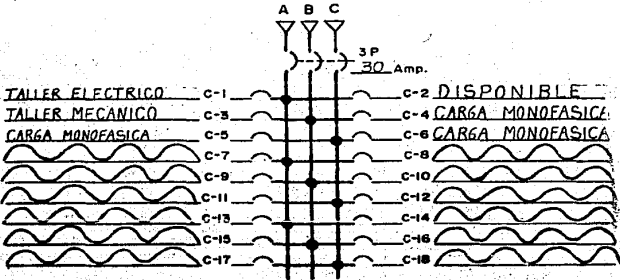 A B C
3P
30 Amp.
TALLER ELECTRICO C-1 C-2 DISPONIBLE
TALLER MECANICO C-3 C-4 CARGA MONOFASICA
CARGA MONOFASICA C-5 C-6 CARGA MONOFASICA
C-7 C-8
C-9 C-10
C-11 C-12
C-13 C-14
C-15 C-16
C-17 C-18